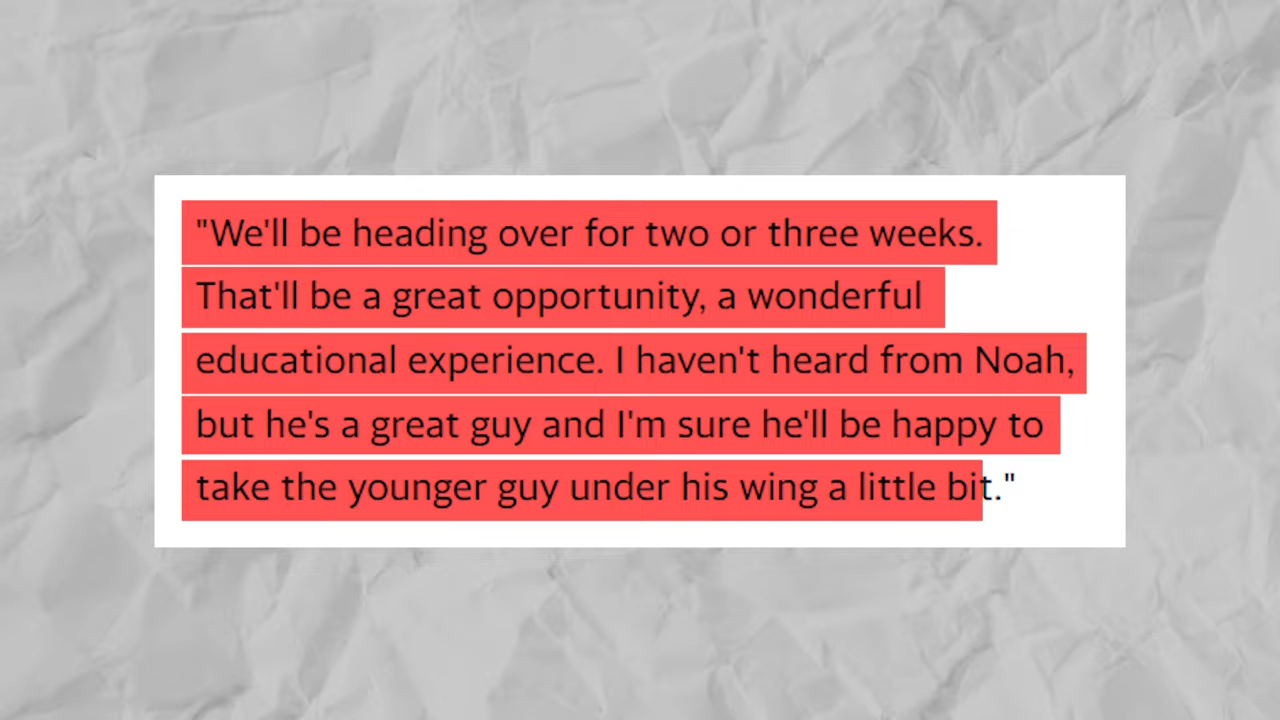 "We'll be heading over for two or three weeks.
That'll be a great opportunity, a wonderful
educational experience. I haven't heard from Noah,
but he's a great guy and I'm sure he'll be happy to
take the younger guy under his wing a little bit."